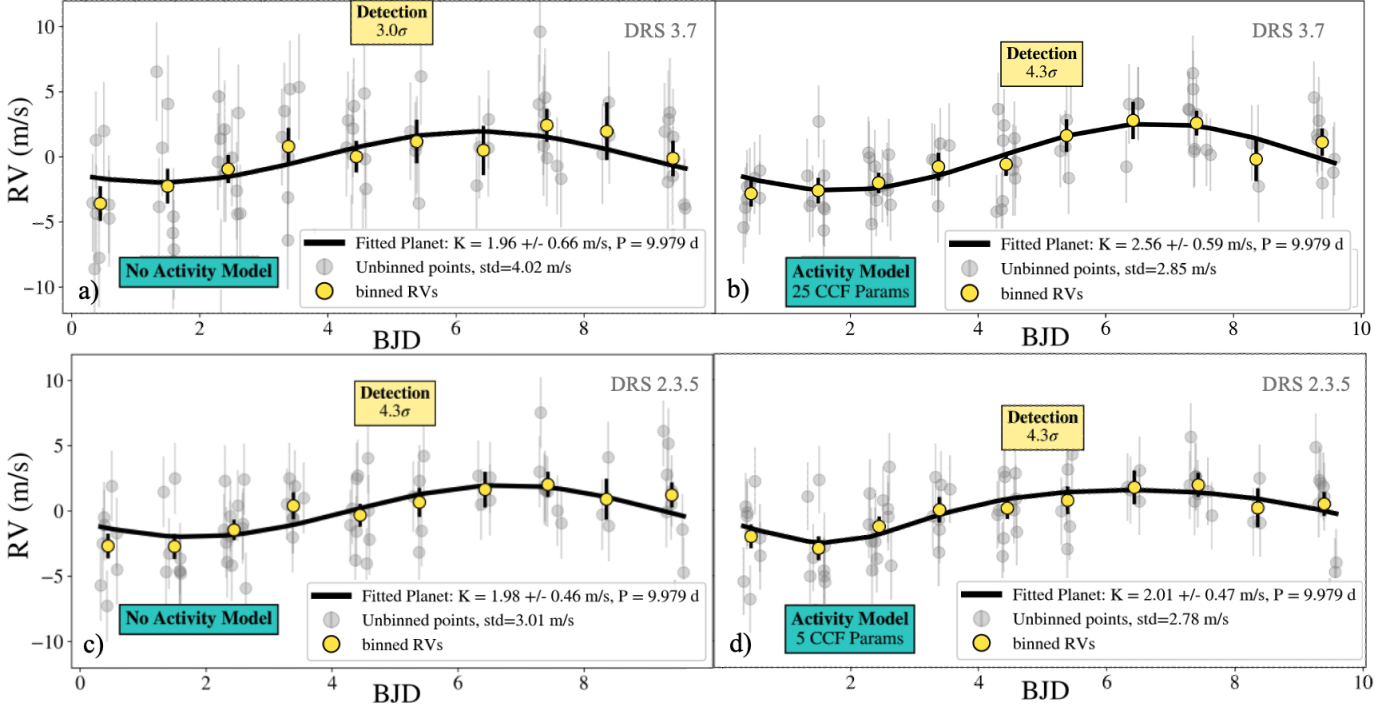 Detection
3.0σ
DRS 3.7
RV (m/s)
10
5
0
−5
−10
No Activity Model
Fitted Planet: K = 1.96 +/- 0.66 m/s, P = 9.979 d
Unbinned points, std=4.02 m/s
binned RVs
a)
0 2 4 6 8
BJD
Detection
4.3σ
DRS 3.7
Activity Model
25 CCF Params
Fitted Planet: K = 2.56 +/- 0.59 m/s, P = 9.979 d
Unbinned points, std=2.85 m/s
binned RVs
b)
2 4 6 8 10
BJD
Detection
4.3σ
DRS 2.3.5
RV (m/s)
10
5
0
−5
−10
No Activity Model
Fitted Planet: K = 1.98 +/- 0.46 m/s, P = 9.979 d
Unbinned points, std=3.01 m/s
binned RVs
c)
0 2 4 6 8
BJD
Detection
4.3σ
DRS 2.3.5
Activity Model
5 CCF Params
Fitted Planet: K = 2.01 +/- 0.47 m/s, P = 9.979 d
Unbinned points, std=2.78 m/s
binned RVs
d)
2 4 6 8 10
BJD